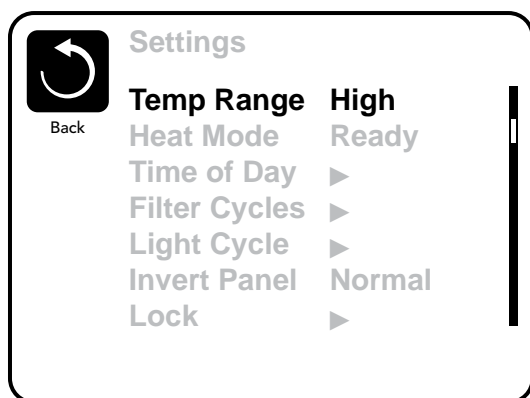 Settings
Back
Temp Range High
Heat Mode Ready
Time of Day ▶
Filter Cycles ▶
Light Cycle ▶
Invert Panel Normal
Lock ▶